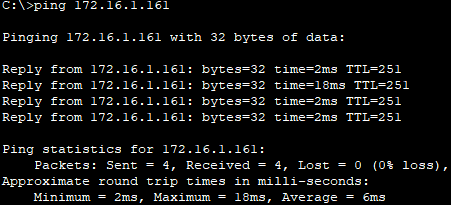 C:\>ping 172.16.1.161
Pinging 172.16.1.161 with 32 bytes of data:
Reply from 172.16.1.161: bytes=32 time=2ms TTL=251
Reply from 172.16.1.161: bytes=32 time=18ms TTL=251
Reply from 172.16.1.161: bytes=32 time=2ms TTL=251
Reply from 172.16.1.161: bytes=32 time=2ms TTL=251
Ping statistics for 172.16.1.161:
Packets: Sent = 4, Received = 4, Lost = 0 (0% loss),
Approximate round trip times in milli-seconds:
Minimum = 2ms, Maximum = 18ms, Average = 6ms